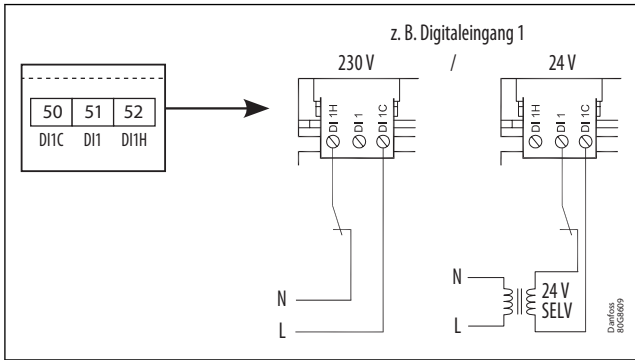 z. B. Digitaleingang 1
230 V / 24 V
50 51 52
DI1C DI1 DI1H
DI 1H DI 1 DI 1C
DI 1H DI 1 DI 1C
N
L
N
L
24 V
SELV
Danfoss
80G8609